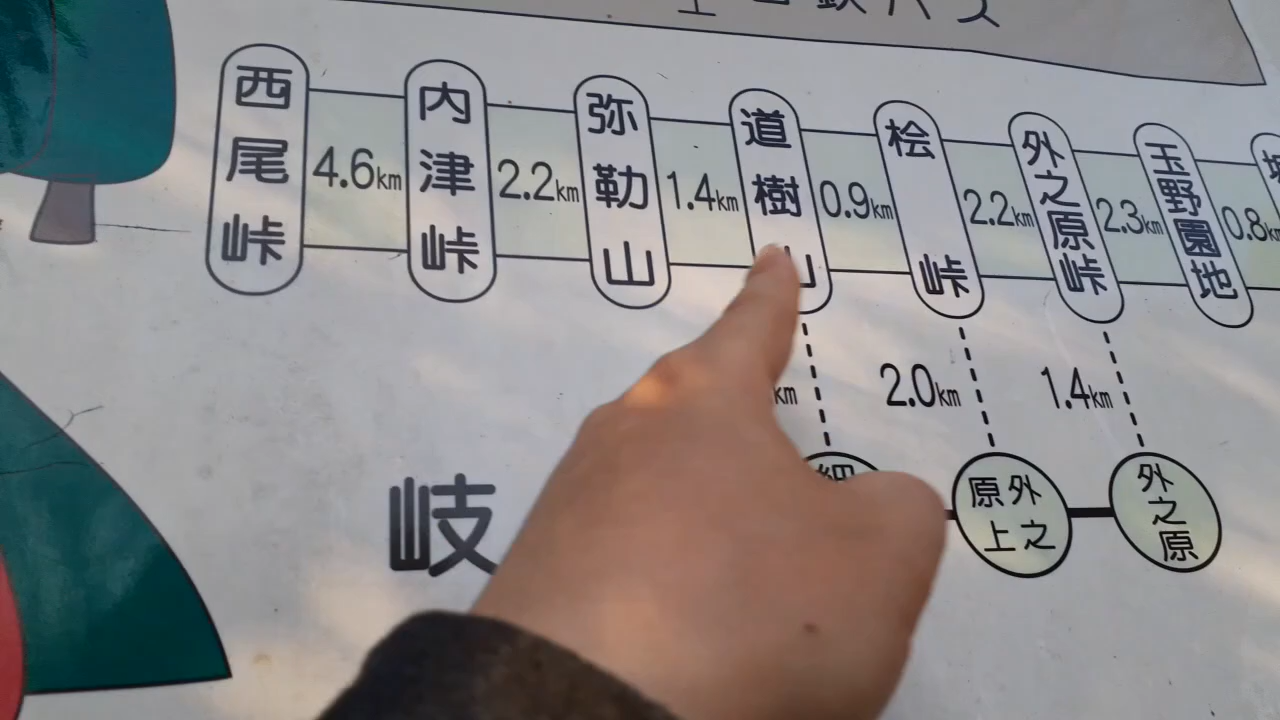 西尾峠
4.6km
内津峠
2.2km
弥勒山
1.4km
道樹山
0.9km
桧峠
2.2km
外之原峠
2.3km
玉野園地
0.8km
km
2.0km
1.4km
細
原外
上之
外之原
岐